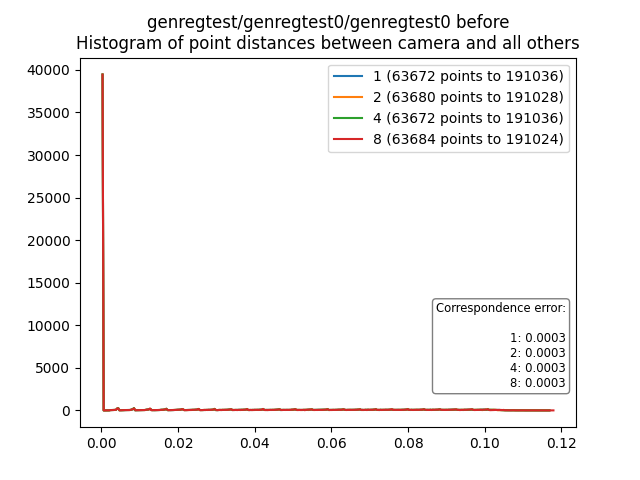 genregtest/genregtest0/genregtest0 before
Histogram of point distances between camera and all others
40000
35000
30000
25000
20000
15000
10000
5000
0
1 (63672 points to 191036)
2 (63680 points to 191028)
4 (63672 points to 191036)
8 (63684 points to 191024)
Correspondence error:
1: 0.0003
2: 0.0003
4: 0.0003
8: 0.0003
0.00 0.02 0.04 0.06 0.08 0.10 0.12